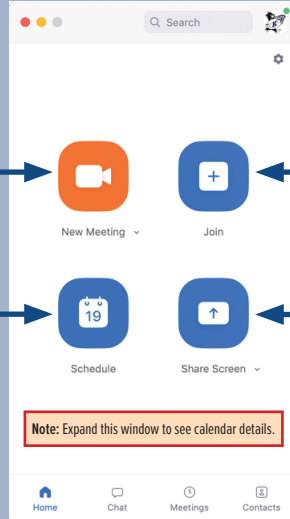 Search
New Meeting
Join
19
Schedule
Share Screen
Note: Expand this window to see calendar details.
Home
Chat
Meetings
Contacts